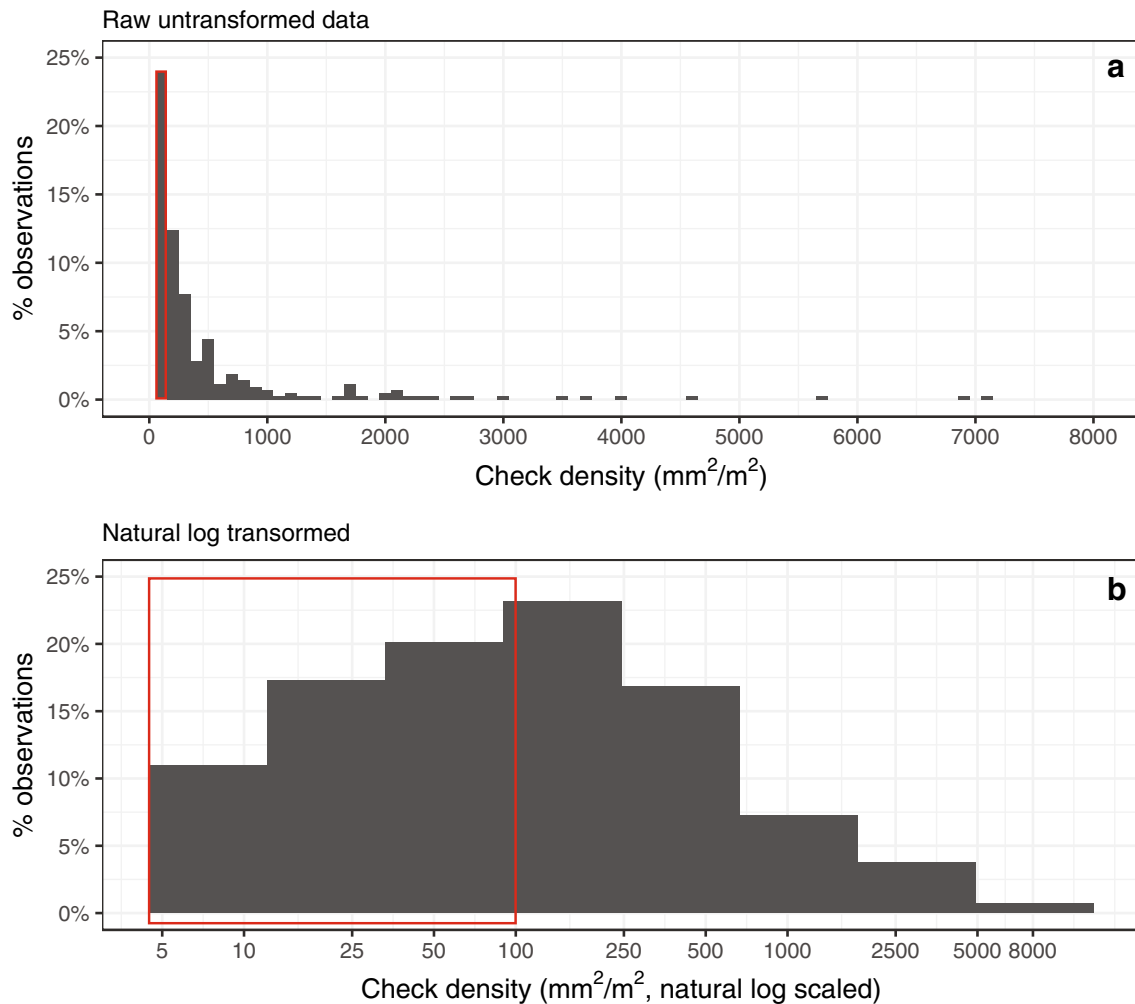 Raw untransformed data
a
25%
20%
15%
10%
5%
0%
% observations
0 1000 2000 3000 4000 5000 6000 7000 8000
Check density (mm²/m²)
Natural log transormed
b
25%
20%
15%
10%
5%
0%
% observations
5 10 25 50 100 250 500 1000 2500 5000 8000
Check density (mm²/m², natural log scaled)